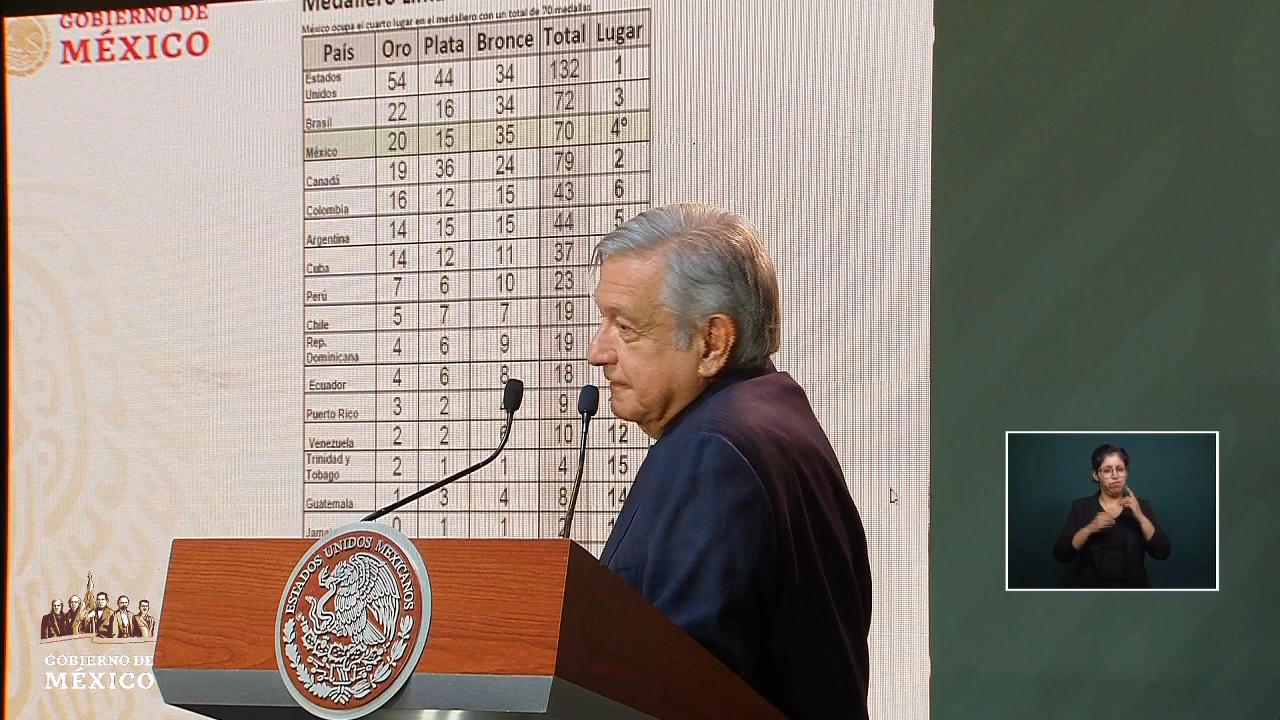 GOBIERNO DE
MÉXICO
México ocupa el cuarto lugar en el medallero con un total de 70 medallas
País Oro Plata Bronce Total Lugar
Estados Unidos 54 44 34 132 1
Brasil 22 16 34 72 3
México 20 15 35 70 4º
Canadá 19 36 24 79 2
Colombia 16 12 15 43 6
Argentina 14 15 15 44 5
Cuba 14 12 11 37
Perú 7 6 10 23
Chile 5 7 7 19
Rep. Dominicana 4 6 9 19
Ecuador 4 6 8 18
Puerto Rico 3 2 9
Venezuela 2 2 10 12
Trinidad y Tobago 2 1 1 4 15
Guatemala 1 3 4 8 14
0 1 1
ESTADOS UNIDOS MEXICANOS
GOBIERNO DE
MÉXICO